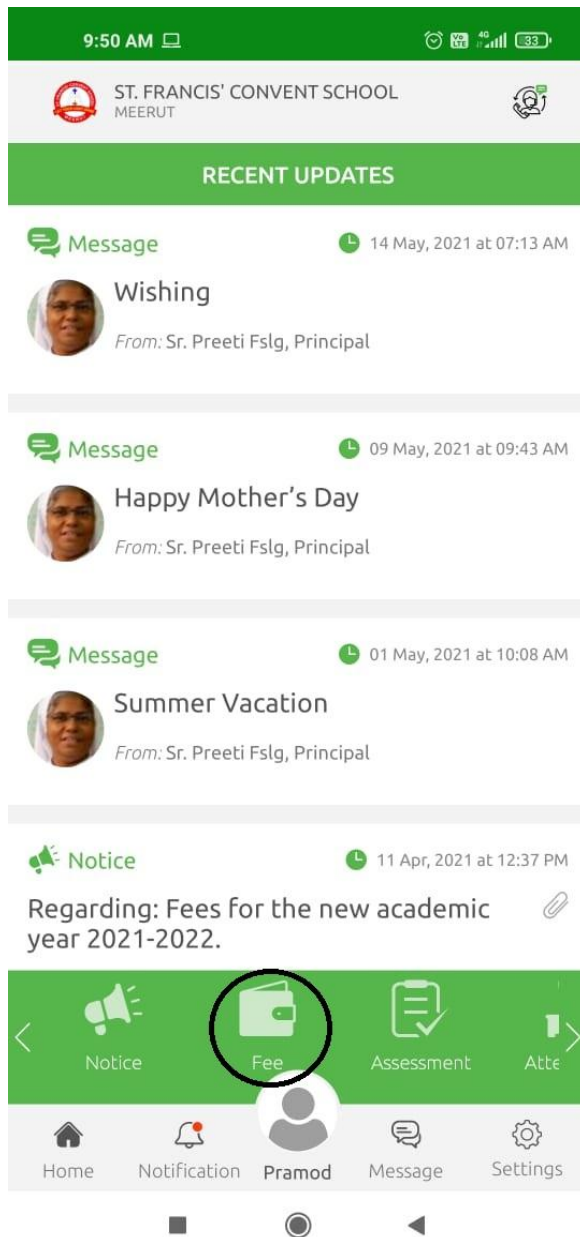 9:50 AM
Vo LTE 4G 33
ST. FRANCIS' CONVENT SCHOOL
MEERUT
RECENT UPDATES
Message 14 May, 2021 at 07:13 AM
Wishing
From: Sr. Preeti Fslg, Principal
Message 09 May, 2021 at 09:43 AM
Happy Mother's Day
From: Sr. Preeti Fslg, Principal
Message 01 May, 2021 at 10:08 AM
Summer Vacation
From: Sr. Preeti Fslg, Principal
Notice 11 Apr, 2021 at 12:37 PM
Regarding: Fees for the new academic
year 2021-2022.
Notice Fee Assessment Atte
Home Notification Pramod Message Settings